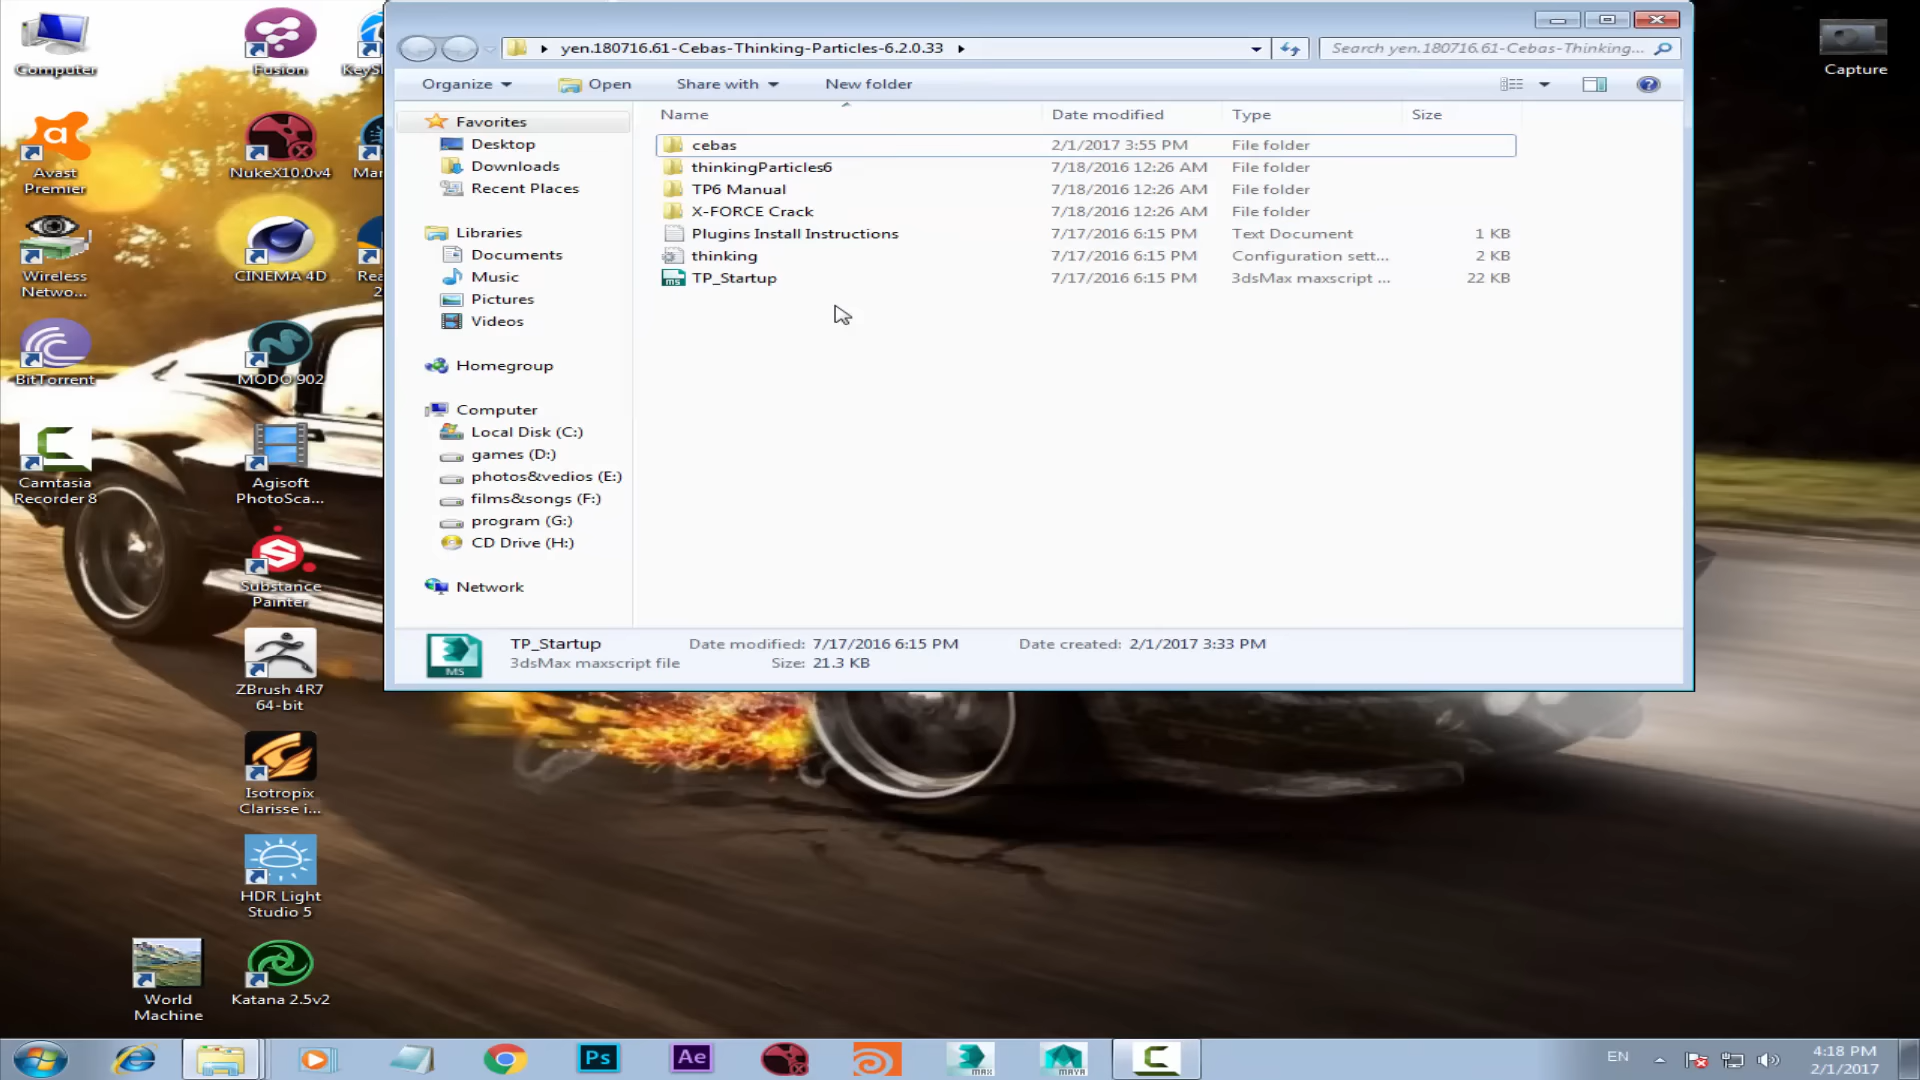 Computer
Fusion
KeySh
Avast
Premier
NukeX10.0v4
Mar
Wireless
Netwo...
CINEMA 4D
Rea
2
BitTorrent
MODO 902
Camtasia
Recorder 8
Agisoft
PhotoSca...
Substance
Painter
ZBrush 4R7
64-bit
Isotropix
Clarisse i...
HDR Light
Studio 5
World
Machine
Katana 2.5v2
Capture
yen.180716.61-Cebas-Thinking-Particles-6.2.0.33
Search yen.180716.61-Cebas-Thinking...
Organize Open Share with New folder
Favorites
Desktop
Downloads
Recent Places
Libraries
Documents
Music
Pictures
Videos
Homegroup
Computer
Local Disk (C:)
games (D:)
photos&vedios (E:)
films&songs (F:)
program (G:)
CD Drive (H:)
Network
Name Date modified Type Size
cebas 2/1/2017 3:55 PM File folder
thinkingParticles6 7/18/2016 12:26 AM File folder
TP6 Manual 7/18/2016 12:26 AM File folder
X-FORCE Crack 7/18/2016 12:26 AM File folder
Plugins Install Instructions 7/17/2016 6:15 PM Text Document 1 KB
thinking 7/17/2016 6:15 PM Configuration sett... 2 KB
MS TP_Startup 7/17/2016 6:15 PM 3dsMax maxscript ... 22 KB
MS
TP_Startup Date modified: 7/17/2016 6:15 PM Date created: 2/1/2017 3:33 PM
3dsMax maxscript file Size: 21.3 KB
Ps
Ae
MAX
MAYA
EN
4:18 PM
2/1/2017